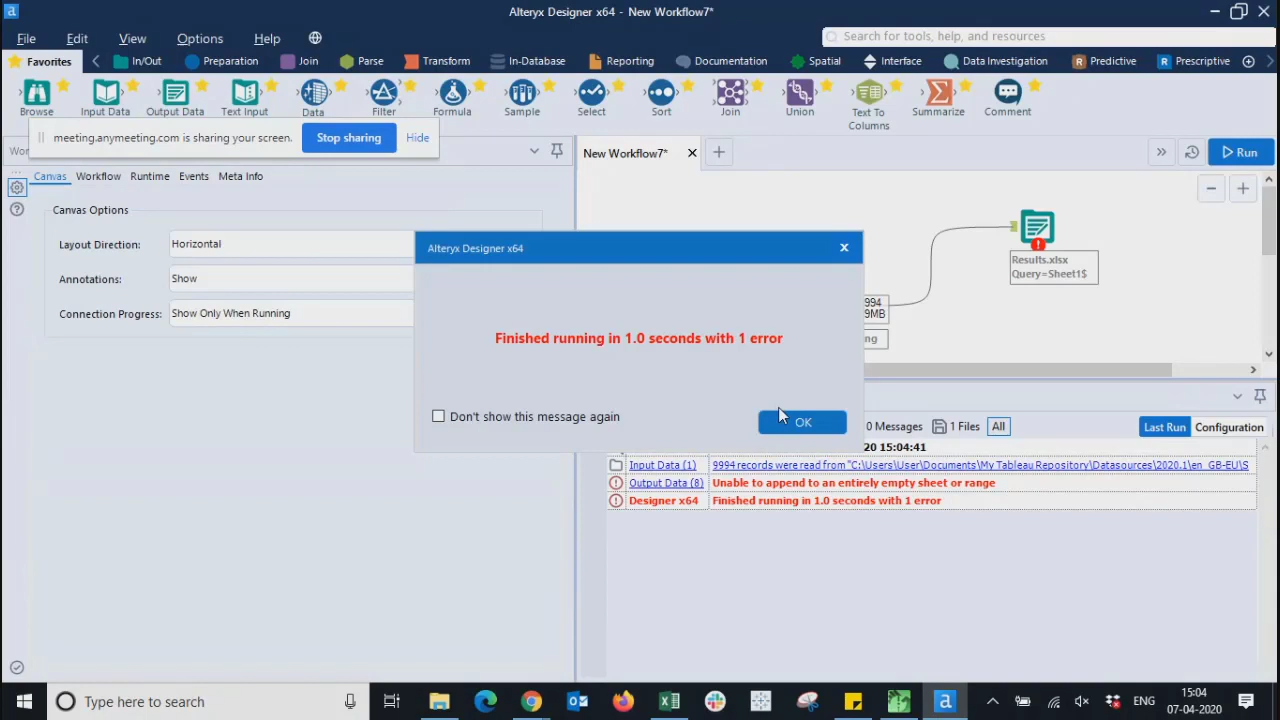 Alteryx Designer x64 - New Workflow7*
File Edit View Options Help
Search for tools, help, and resources
Favorites In/Out Preparation Join Parse Transform In-Database Reporting Documentation Spatial Interface Data Investigation Predictive Prescriptive
Browse Input Data Output Data Text Input Data Filter Formula Sample Select Sort Join Union Text To Columns Summarize Comment
meeting.anymeeting.com is sharing your screen. Stop sharing Hide
New Workflow7*
Run
Canvas Workflow Runtime Events Meta Info
Canvas Options
Layout Direction: Horizontal
Annotations: Show
Connection Progress: Show Only When Running
Alteryx Designer x64
Finished running in 1.0 seconds with 1 error
Don't show this message again
OK
Results.xlsx
Query=Sheet1$
9994
9MB
ng
0 Messages 1 Files All Last Run Configuration
20 15:04:41
Input Data (1) 9994 records were read from "C:\Users\User\Documents\My Tableau Repository\Datasources\2020.1\en_GB-EU\S
Output Data (8) Unable to append to an entirely empty sheet or range
Designer x64 Finished running in 1.0 seconds with 1 error
Type here to search
ENG
15:04
07-04-2020